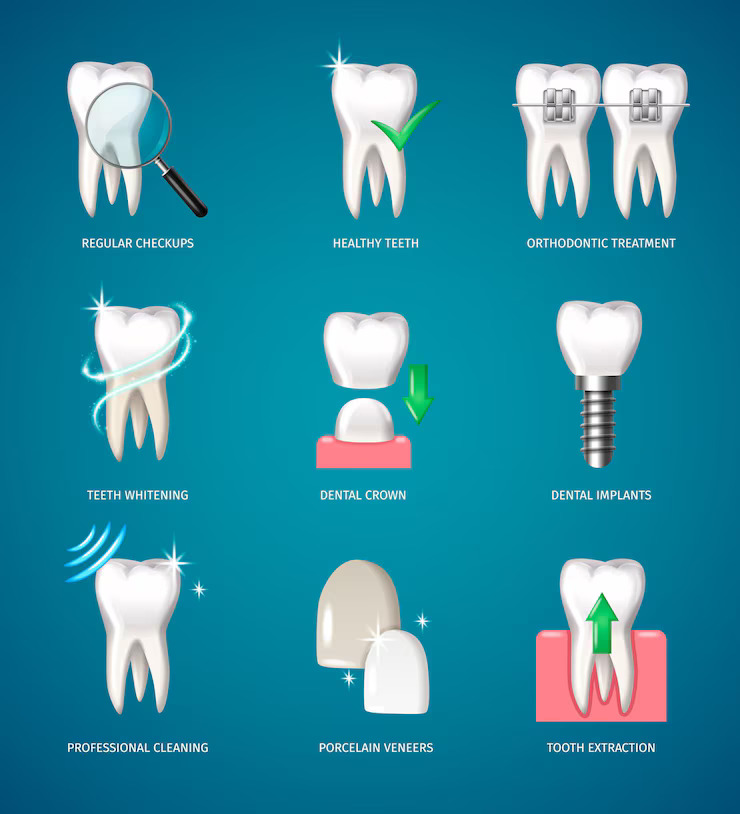 REGULAR CHECKUPS
HEALTHY TEETH
ORTHODONTIC TREATMENT
TEETH WHITENING
DENTAL CROWN
DENTAL IMPLANTS
PROFESSIONAL CLEANING
PORCELAIN VENEERS
TOOTH EXTRACTION